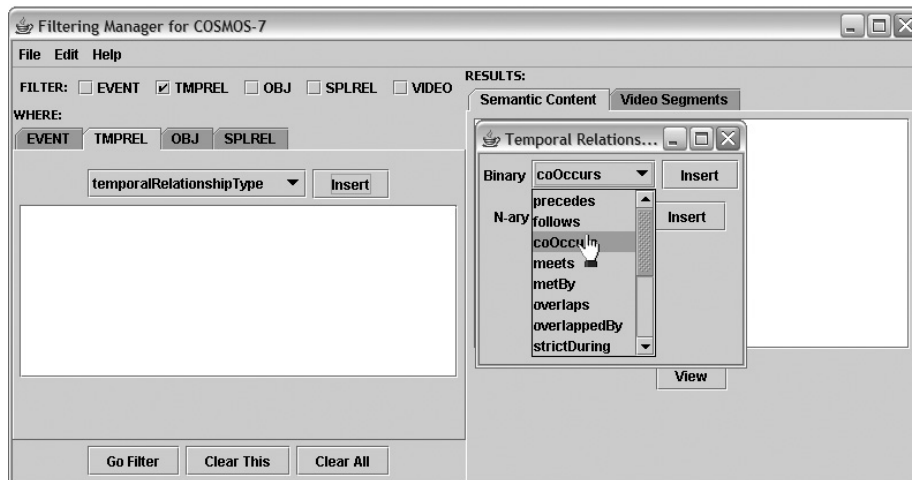 Filtering Manager for COSMOS-7
File Edit Help
FILTER: EVENT TMPREL OBJ SPLREL VIDEO
WHERE:
EVENT TMPREL OBJ SPLREL
temporalRelationshipType Insert
Go Filter Clear This Clear All
RESULTS:
Semantic Content Video Segments
Temporal Relations...
Binary coOccurs Insert
N-ary Insert
precedes
follows
coOccurs
meets
metBy
overlaps
overlappedBy
strictDuring
View